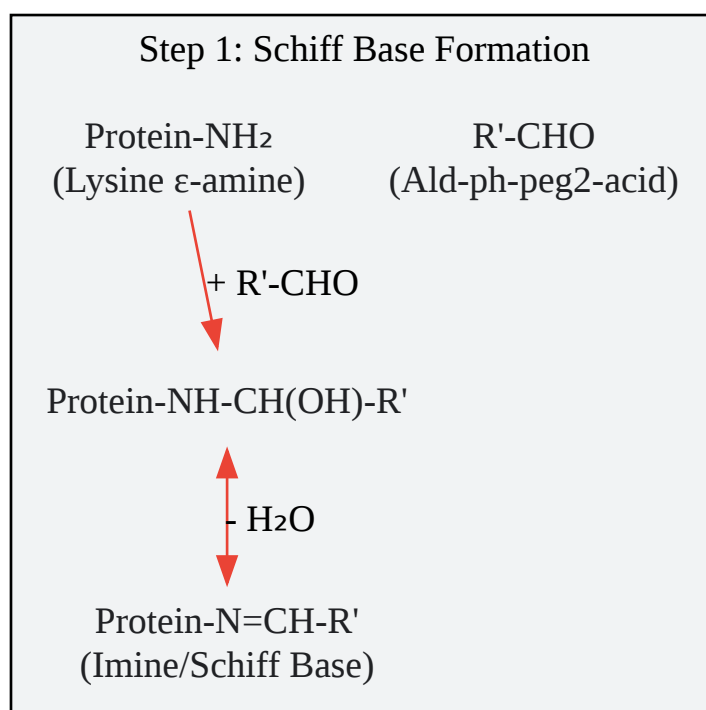 Step 1: Schiff Base Formation
Protein-NH₂
(Lysine ε-amine)
R'-CHO
(Ald-ph-peg2-acid)
+ R'-CHO
Protein-NH-CH(OH)-R'
- H₂O
Protein-N=CH-R'
(Imine/Schiff Base)